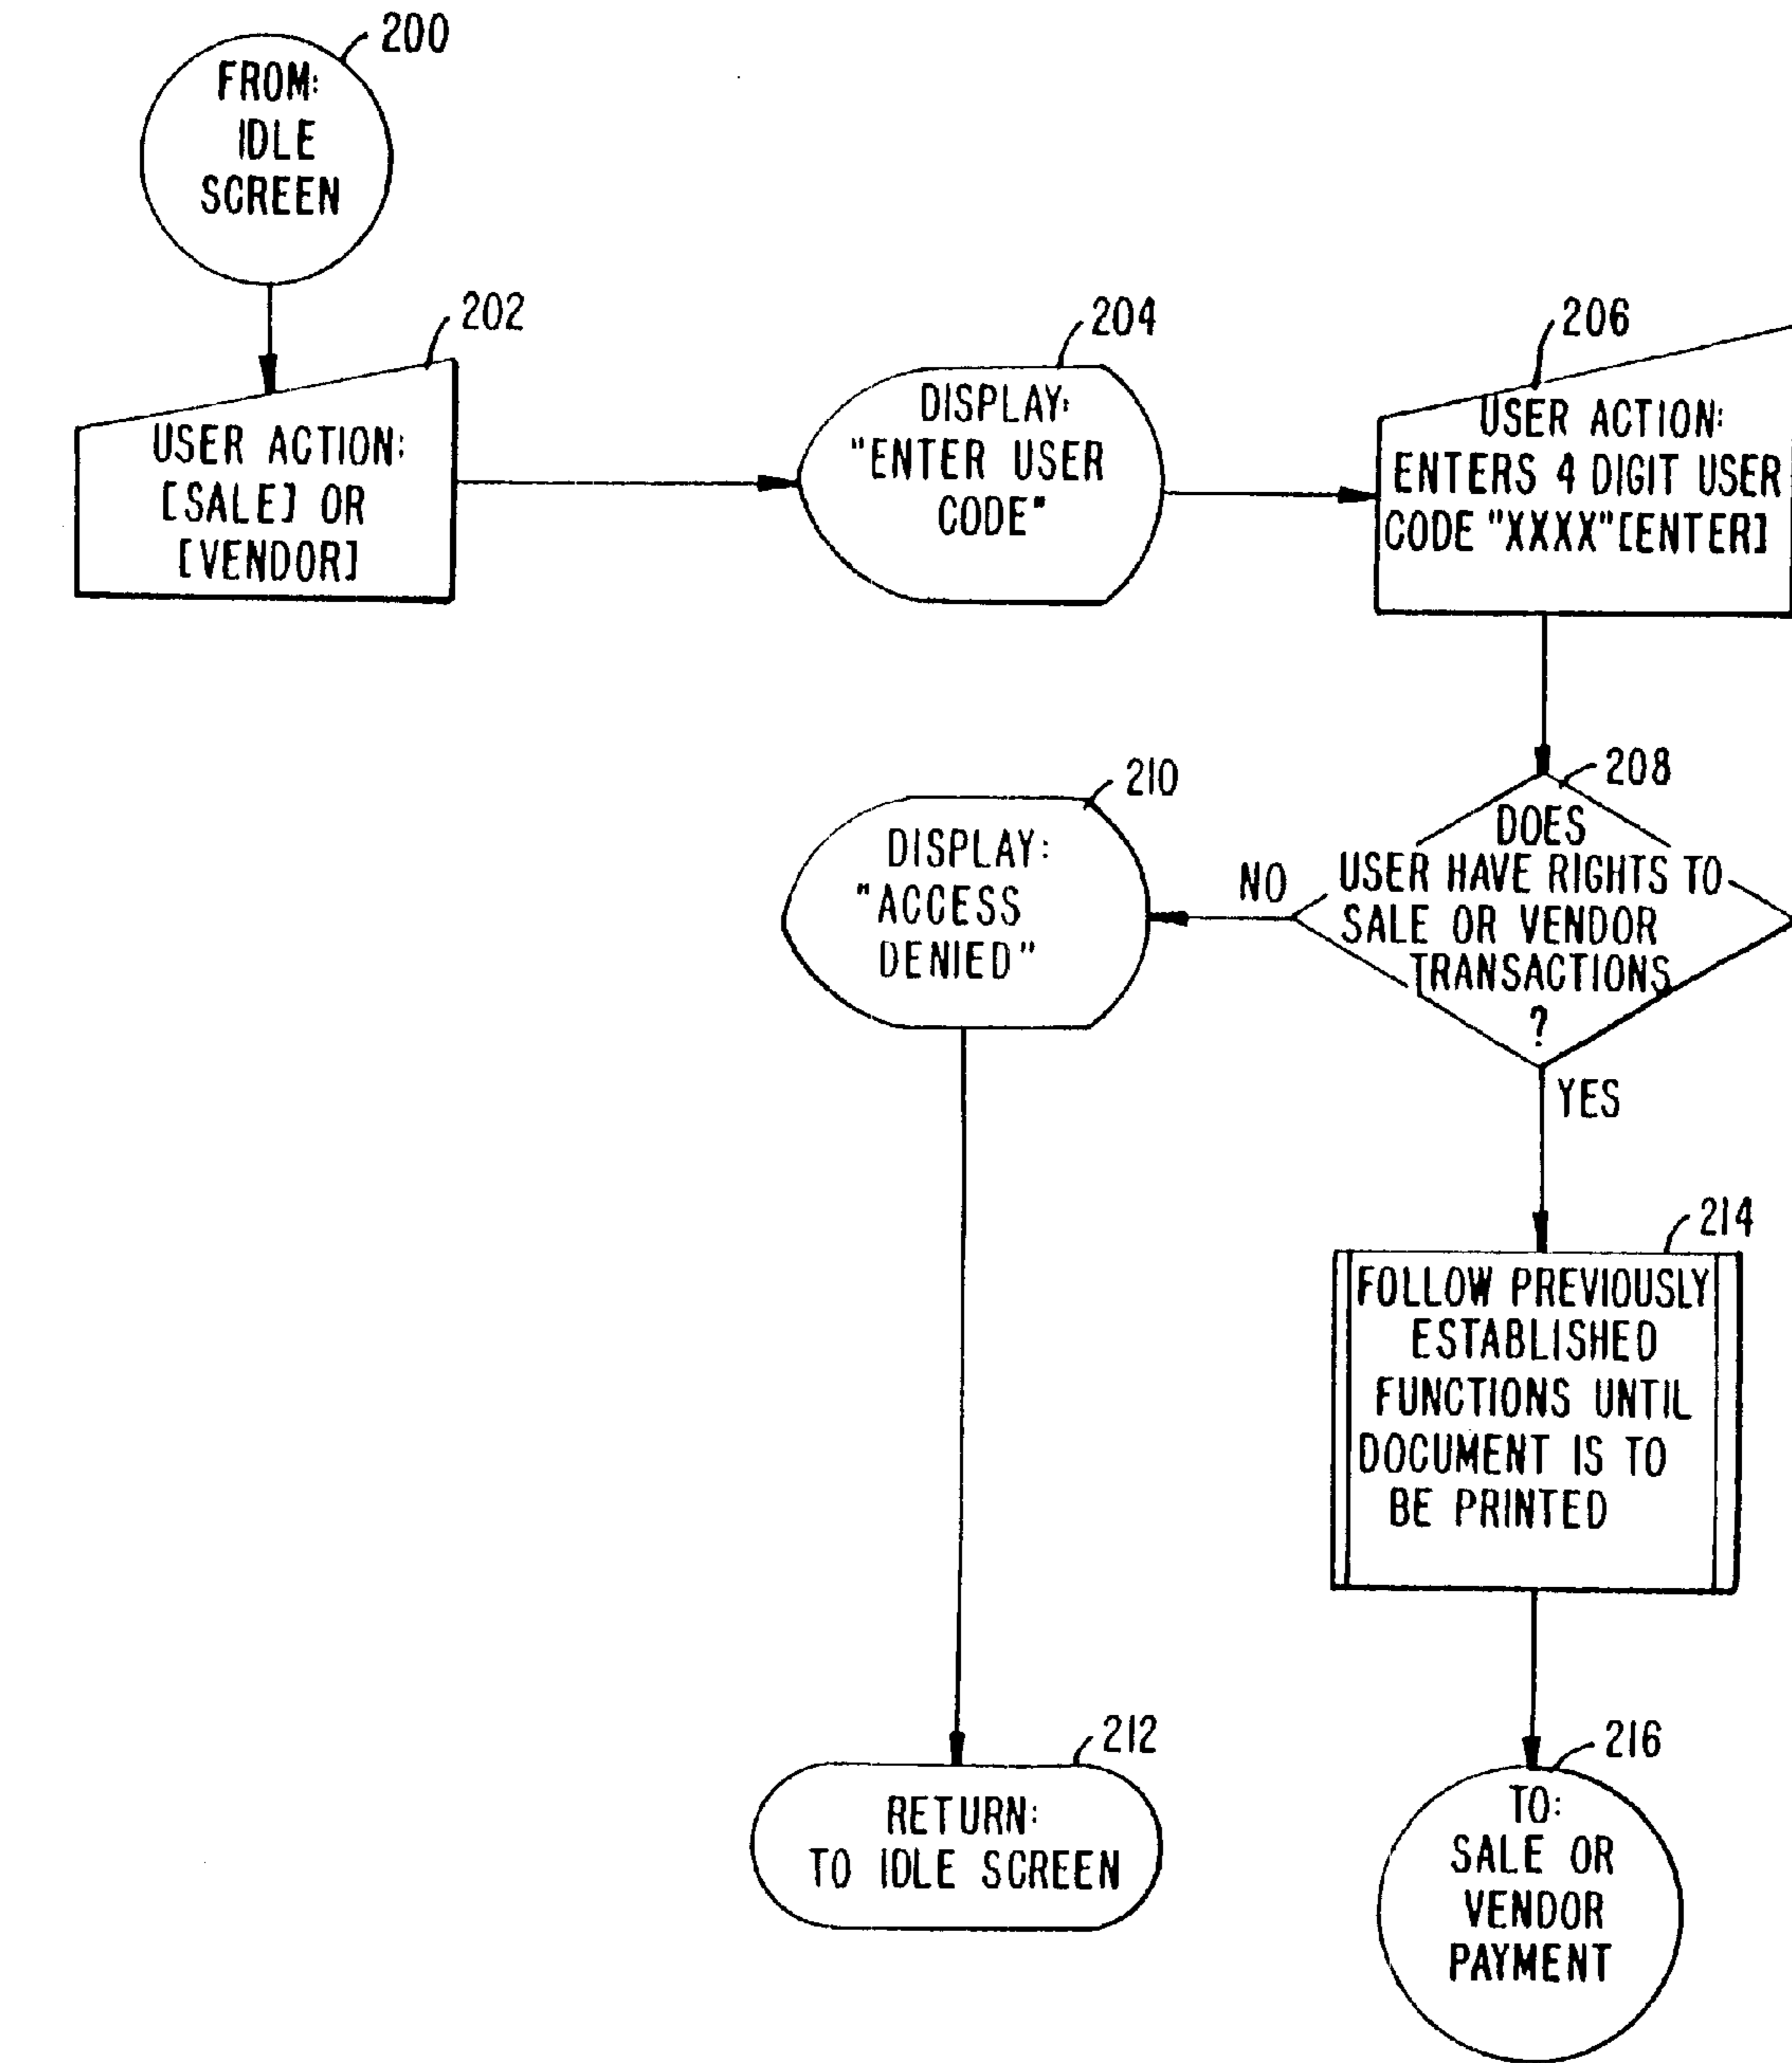 200
FROM:
IDLE
SCREEN
202
USER ACTION:
[SALE] OR
[VENDOR]
204
DISPLAY:
"ENTER USER
CODE"
206
USER ACTION:
ENTERS 4 DIGIT USER
CODE "XXXX"[ENTER]
208
DOES
USER HAVE RIGHTS TO
SALE OR VENDOR
TRANSACTIONS
?
NO
YES
210
DISPLAY:
"ACCESS
DENIED"
212
RETURN:
TO IDLE SCREEN
214
FOLLOW PREVIOUSLY
ESTABLISHED
FUNCTIONS UNTIL
DOCUMENT IS TO
BE PRINTED
216
TO:
SALE OR
VENDOR
PAYMENT